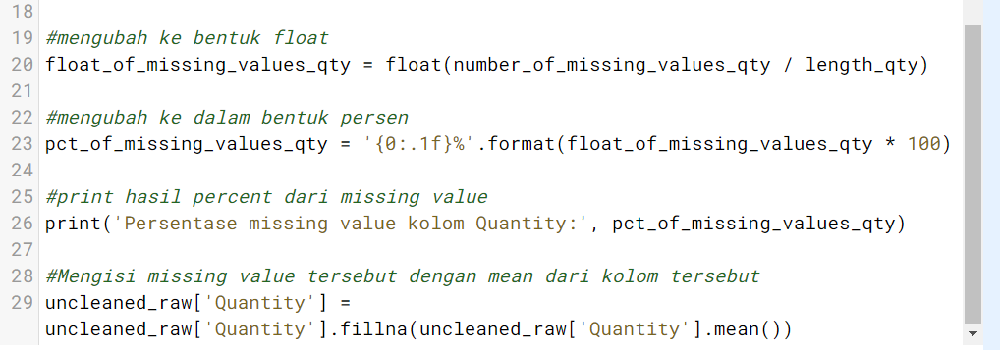 18
19 #mengubah ke bentuk float
20 float_of_missing_values_qty = float(number_of_missing_values_qty / length_qty)
21
22 #mengubah ke dalam bentuk persen
23 pct_of_missing_values_qty = '{0:.1f}%'.format(float_of_missing_values_qty * 100)
24
25 #print hasil percent dari missing value
26 print('Persentase missing value kolom Quantity:', pct_of_missing_values_qty)
27
28 #Mengisi missing value tersebut dengan mean dari kolom tersebut
29 uncleaned_raw['Quantity'] =
uncleaned_raw['Quantity'].fillna(uncleaned_raw['Quantity'].mean())